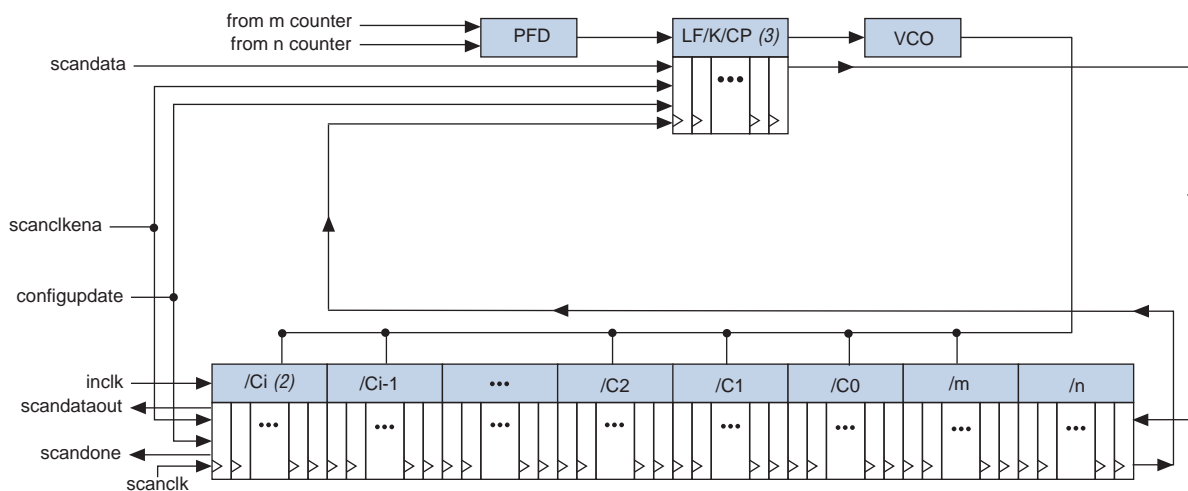 from m counter
from n counter
PFD
LF/K/CP (3)
VCO
scandata
•••
scanclkena
configupdate
inclk
/Ci (2)
/Ci-1
•••
/C2
/C1
/C0
/m
/n
scandataout
•••
•••
•••
•••
•••
•••
•••
•••
scandone
scanclk